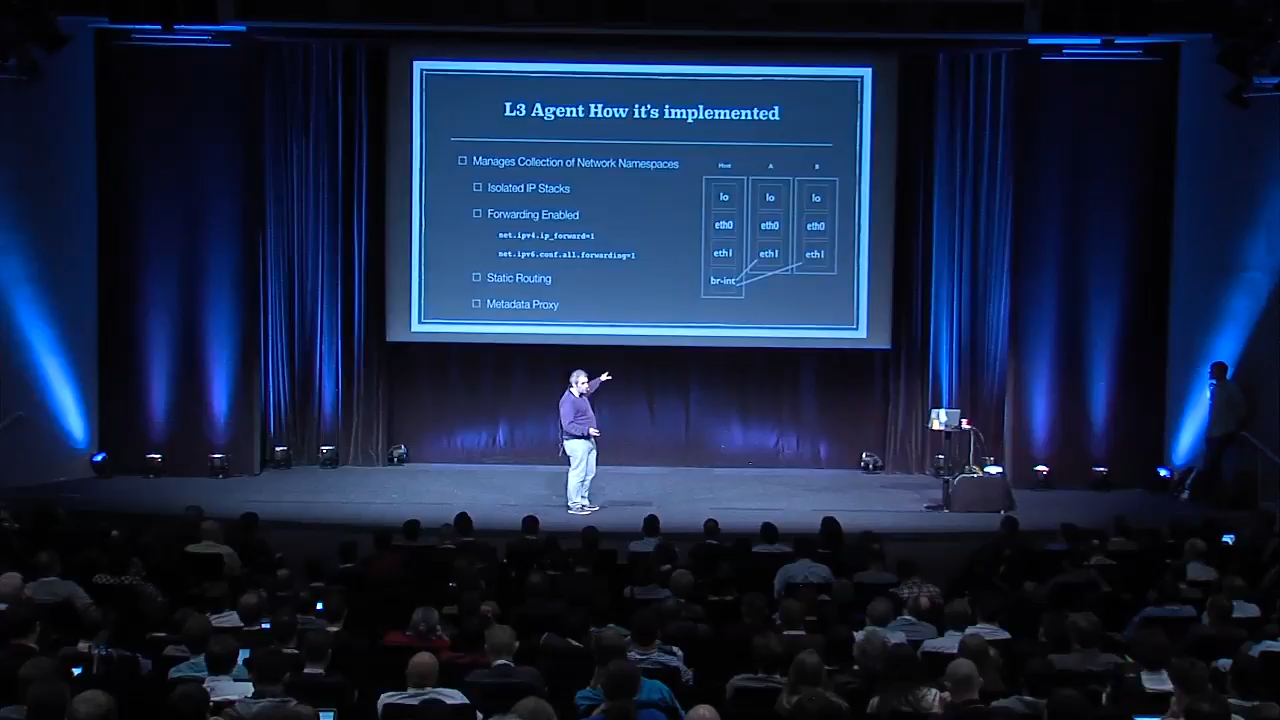 L3 Agent How it's implemented
☐ Manages Collection of Network Namespaces
☐ Isolated IP Stacks
☐ Forwarding Enabled
net.ipv4.ip_forward=1
net.ipv6.conf.all.forwarding=1
☐ Static Routing
☐ Metadata Proxy
Host A B
lo lo lo
eth0 eth0 eth0
eth1 eth1 eth1
br-int